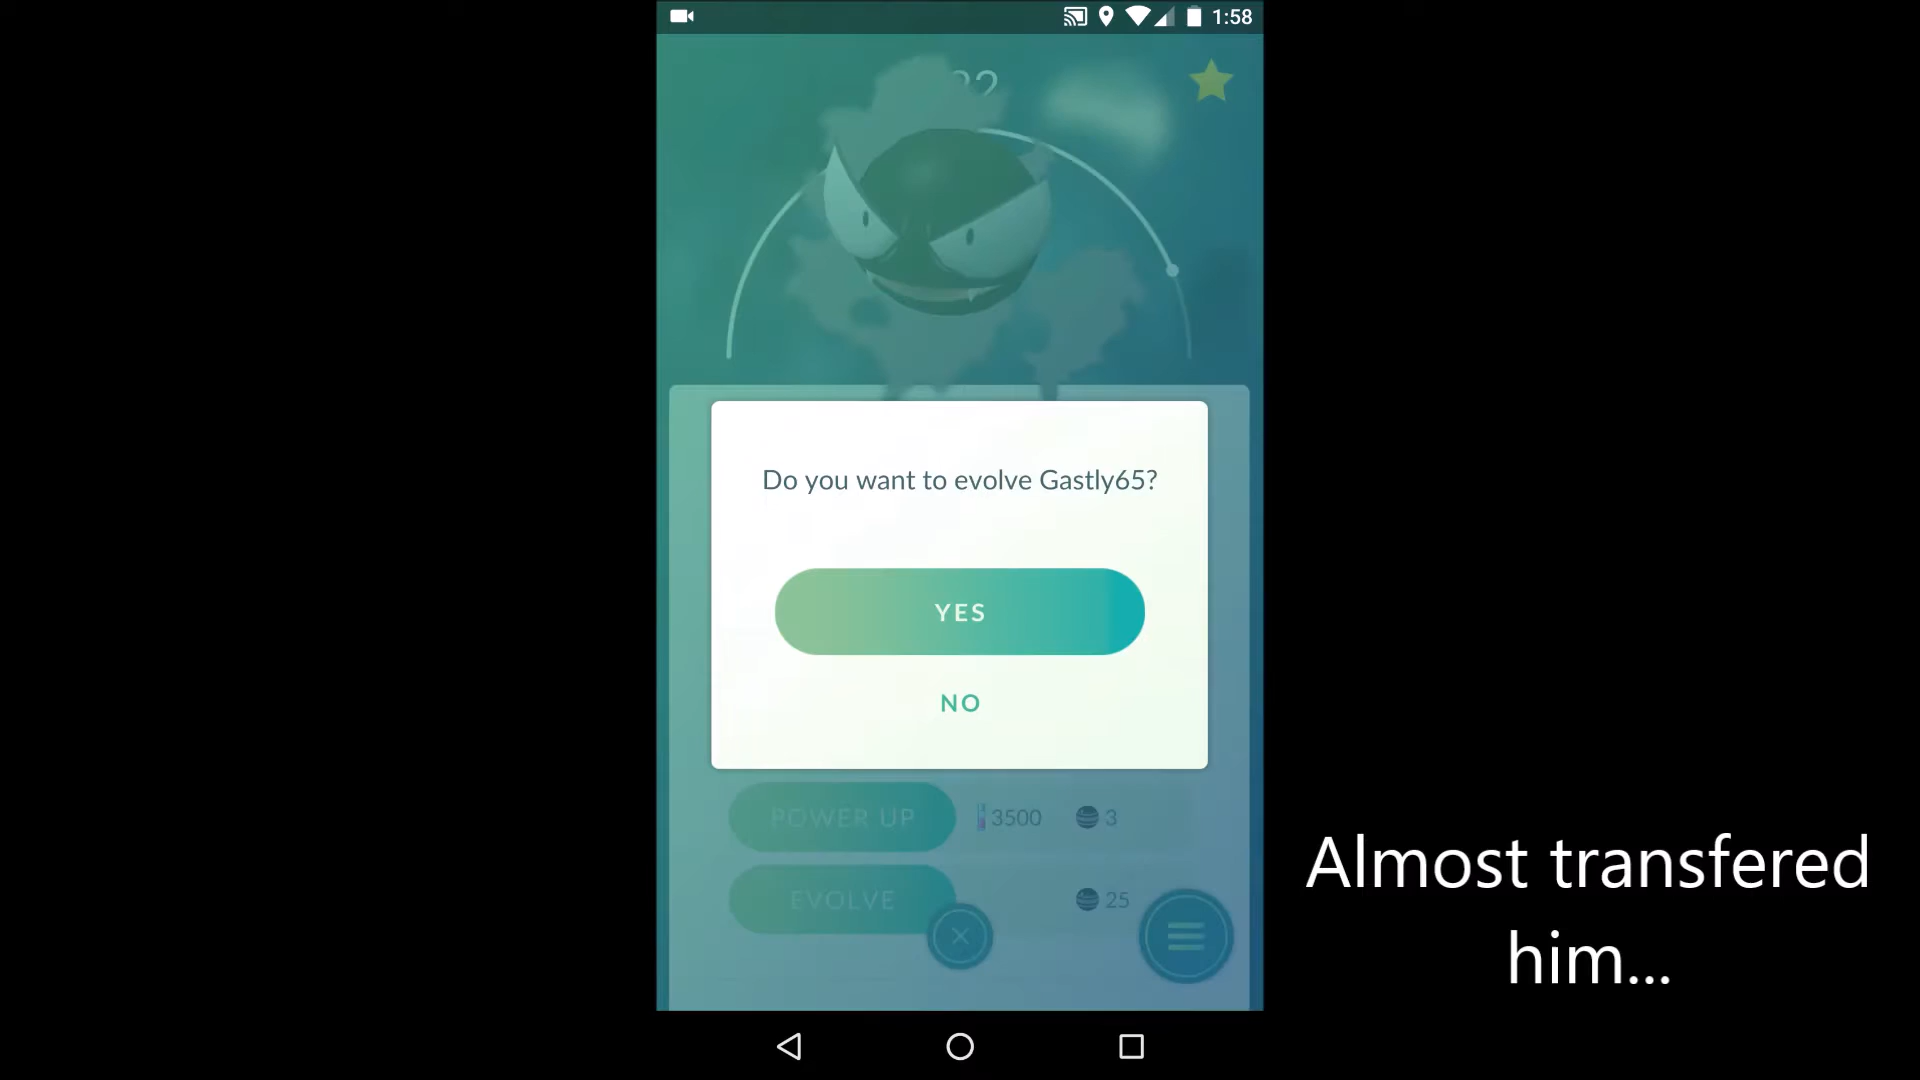 1:58
Do you want to evolve Gastly65?
YES
NO
POWER UP 3500 3
EVOLVE 25
Almost transfered
him...